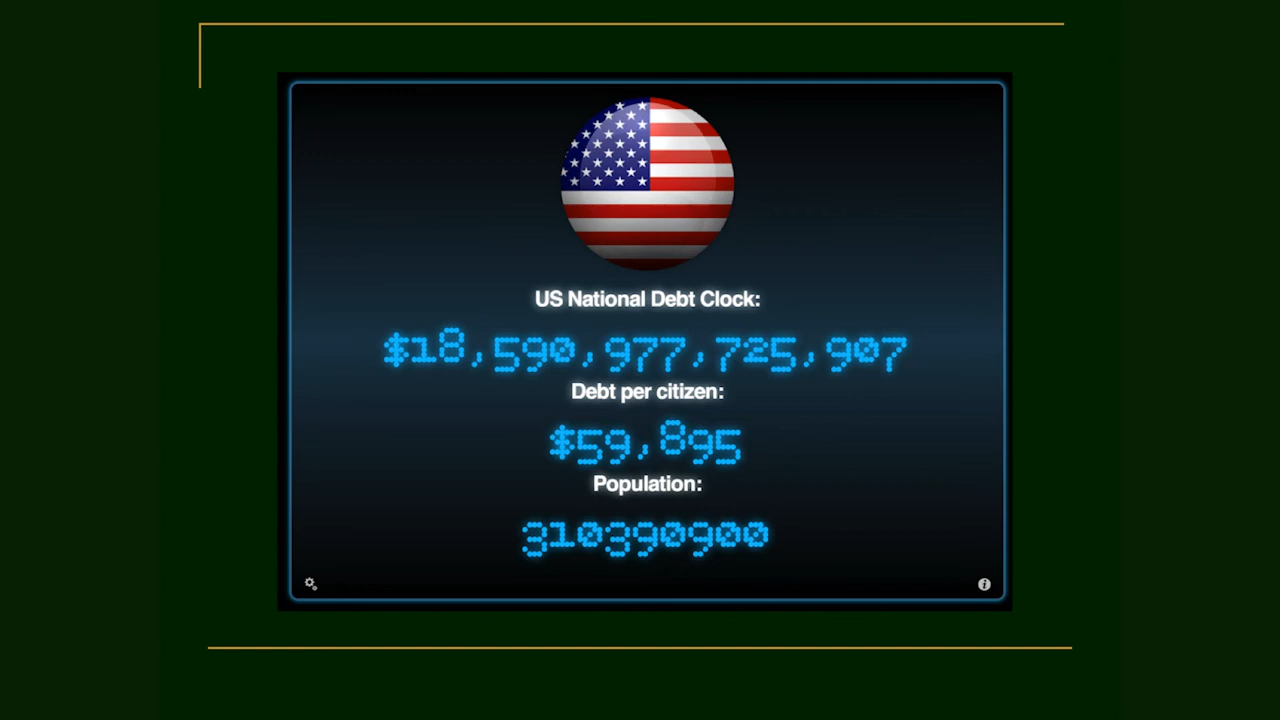 US National Debt Clock:
$18,590,977,725,907
Debt per citizen:
$59,895
Population:
310390900